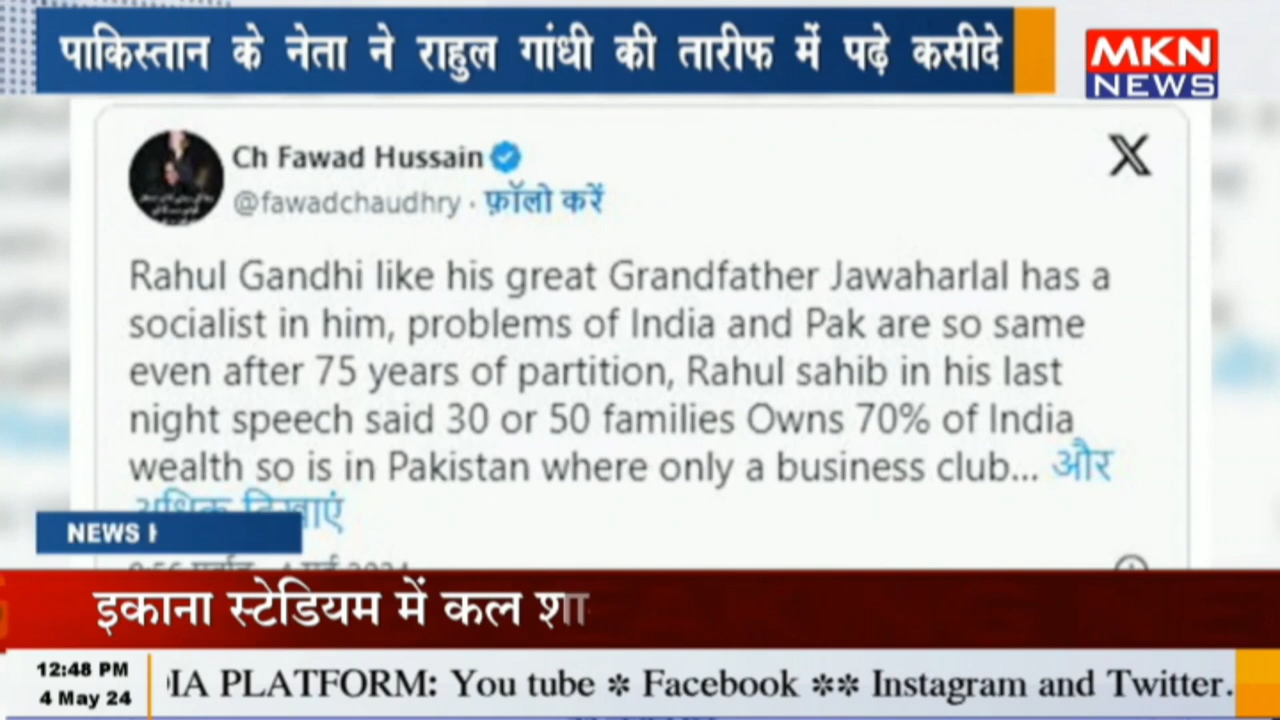 पाकिस्तान के नेता ने राहुल गांधी की तारीफ में पढ़े कसीदे
MKN
NEWS
Ch Fawad Hussain
@fawadchaudhry · फ़ॉलो करें
Rahul Gandhi like his great Grandfather Jawaharlal has a
socialist in him, problems of India and Pak are so same
even after 75 years of partition, Rahul sahib in his last
night speech said 30 or 50 families Owns 70% of India
wealth so is in Pakistan where only a business club... और
अधिक दिखाएं
NEWS
इकाना स्टेडियम में कल शा
12:48 PM
4 May 24
IA PLATFORM: You tube * Facebook ** Instagram and Twitter.